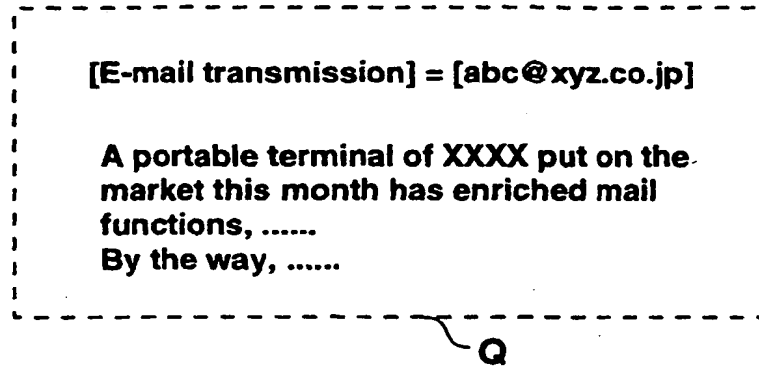 [E-mail transmission] = [abc@xyz.co.jp]
A portable terminal of XXXX put on the
market this month has enriched mail
functions, ......
By the way, ......
Q